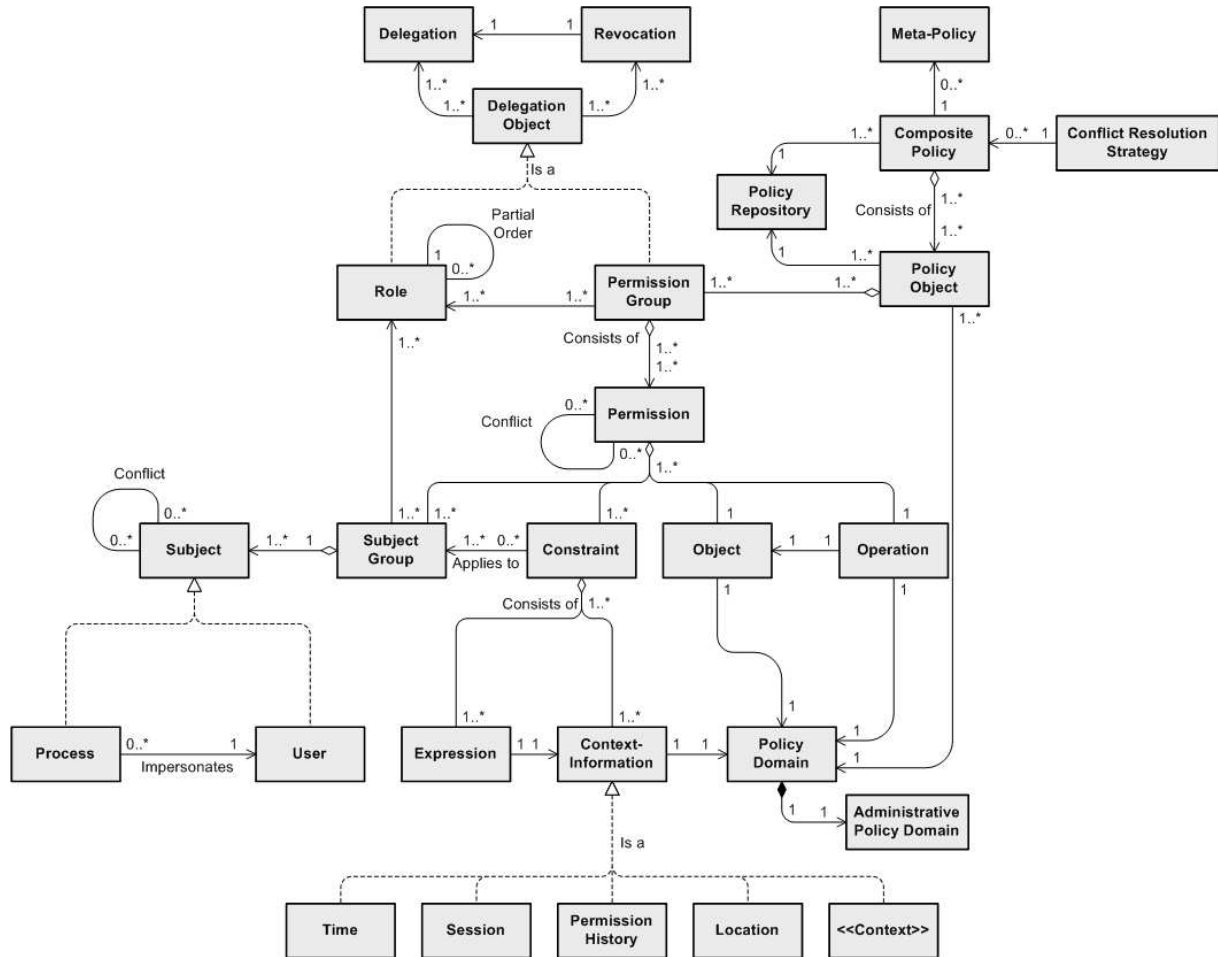 Delegation
1
1
Revocation
Meta-Policy
1..*
1..*
0..*
1..*
Delegation
Object
1..*
1
1..*
Composite
Policy
0..*
1
Conflict Resolution
Strategy
Is a
1
Policy
Repository
1..*
Consists of
Partial
Order
1..*
1
0..*
1
1..*
Role
Permission
Group
Policy
Object
1..*
1..*
1..*
1..*
1..*
Consists of
1..*
1..*
1..*
0..*
Permission
Conflict
0..*
1..*
Conflict
0..*
1..*
1..*
1..*
1
1
0..*
Subject
1..*
1
Subject
Group
1..*
0..*
Applies to
Constraint
Object
1
1
Operation
1
1
Consists of
1..*
1..*
1..*
1
Process
0..*
1
Impersonates
User
Expression
1
1
Context-
Information
1
1
Policy
Domain
1
1
1
1
Administrative
Policy Domain
Is a
Time
Session
Permission
History
Location
<<Context>>